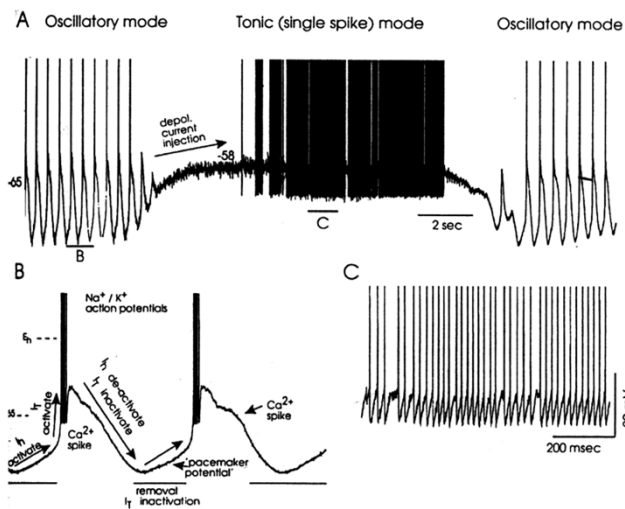 A
Oscillatory mode
Tonic (single spike) mode
Oscillatory mode
depol.
current
injection
-58
-65
B
C
2 sec
B
Na+ / K+
action potentials
Eh
Ih
activate
IT
activate
Ca2+
spike
Ih de-activate
IT inactivate
Ca2+
spike
'pacemaker
potential'
removal
IT inactivation
C
200 msec